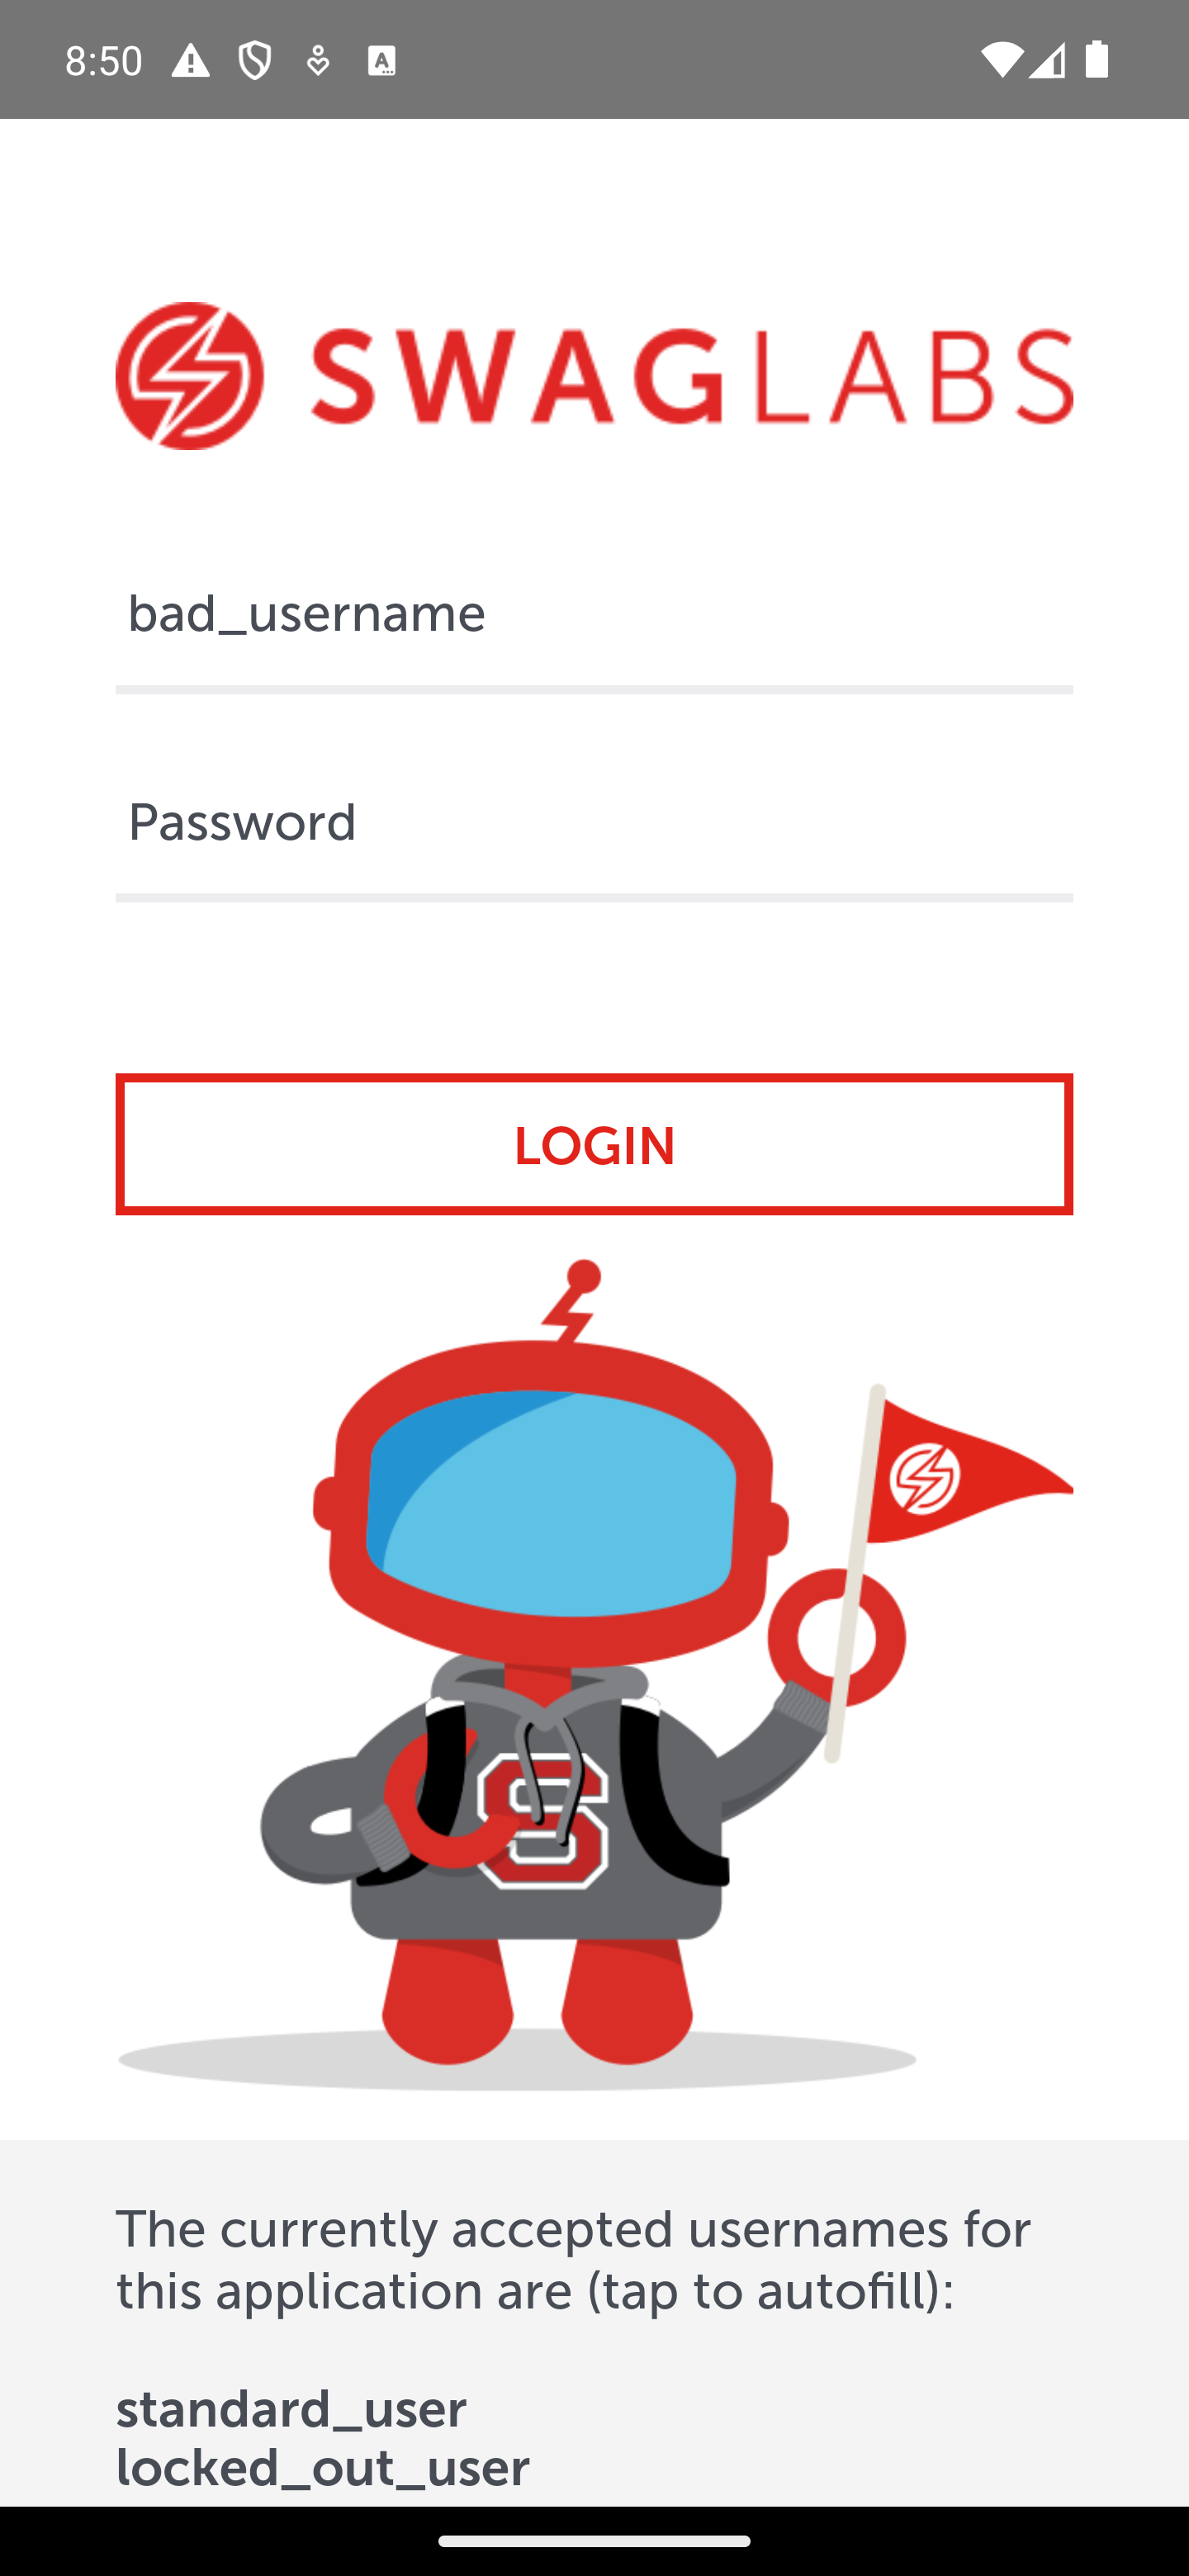 8:50
SWAGLABS
bad_username
Password
LOGIN
S
The currently accepted usernames for
this application are (tap to autofill):
standard_user
locked_out_user